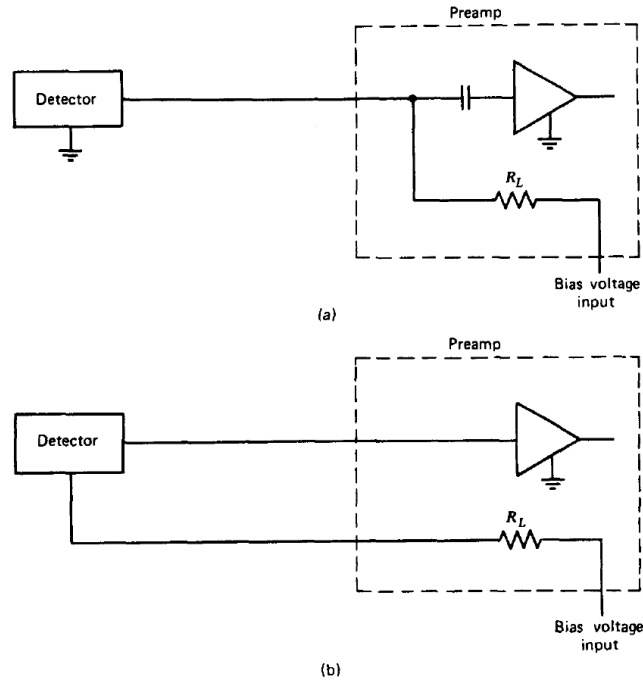 Preamp
Detector
R_L
Bias voltage
input
(a)
Preamp
Detector
R_L
Bias voltage
input
(b)